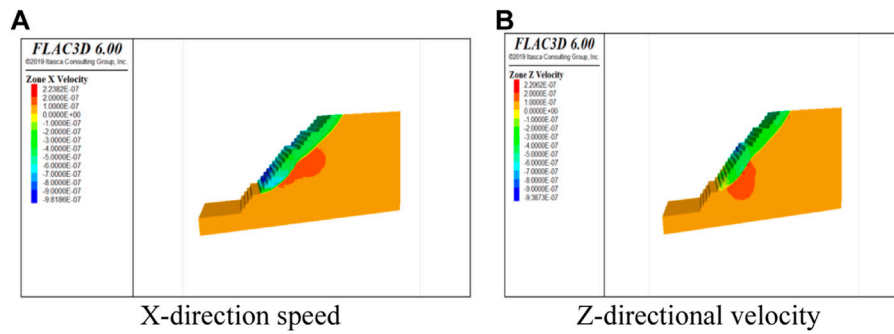 A
FLAC3D 6.00
©2019 Itasca Consulting Group, Inc.
Zone X Velocity
2.2382E-07
2.0000E-07
1.0000E-07
0.0000E+00
-1.0000E-07
-2.0000E-07
-3.0000E-07
-4.0000E-07
-5.0000E-07
-6.0000E-07
-7.0000E-07
-8.0000E-07
-9.0000E-07
-9.8186E-07
X-direction speed
B
FLAC3D 6.00
©2019 Itasca Consulting Group, Inc.
Zone Z Velocity
2.2062E-07
2.0000E-07
1.0000E-07
0.0000E+00
-1.0000E-07
-2.0000E-07
-3.0000E-07
-4.0000E-07
-5.0000E-07
-6.0000E-07
-7.0000E-07
-8.0000E-07
-9.0000E-07
-9.3873E-07
Z-directional velocity